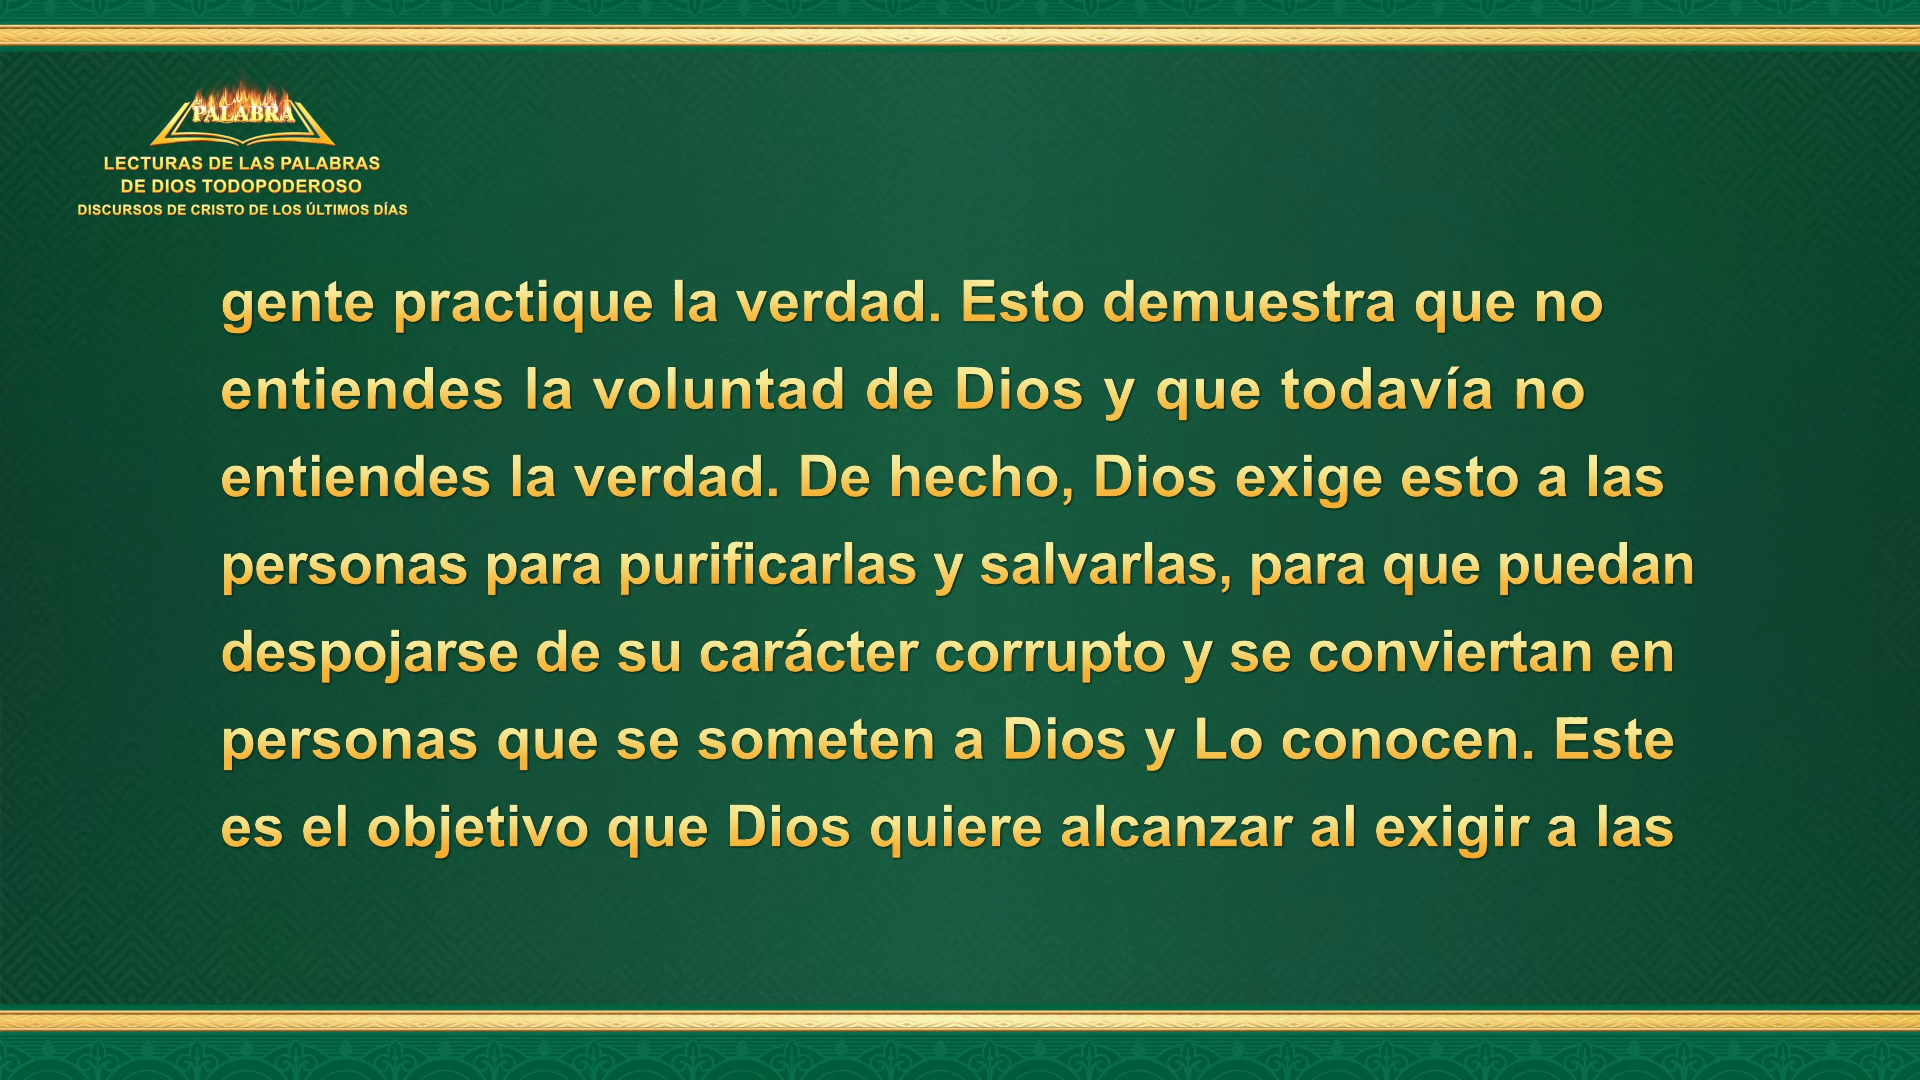 PALABRA
LECTURAS DE LAS PALABRAS
DE DIOS TODOPODEROSO
DISCURSOS DE CRISTO DE LOS ÚLTIMOS DÍAS
gente practique la verdad. Esto demuestra que no
entiendes la voluntad de Dios y que todavía no
entiendes la verdad. De hecho, Dios exige esto a las
personas para purificarlas y salvarlas, para que puedan
despojarse de su carácter corrupto y se conviertan en
personas que se someten a Dios y Lo conocen. Este
es el objetivo que Dios quiere alcanzar al exigir a las